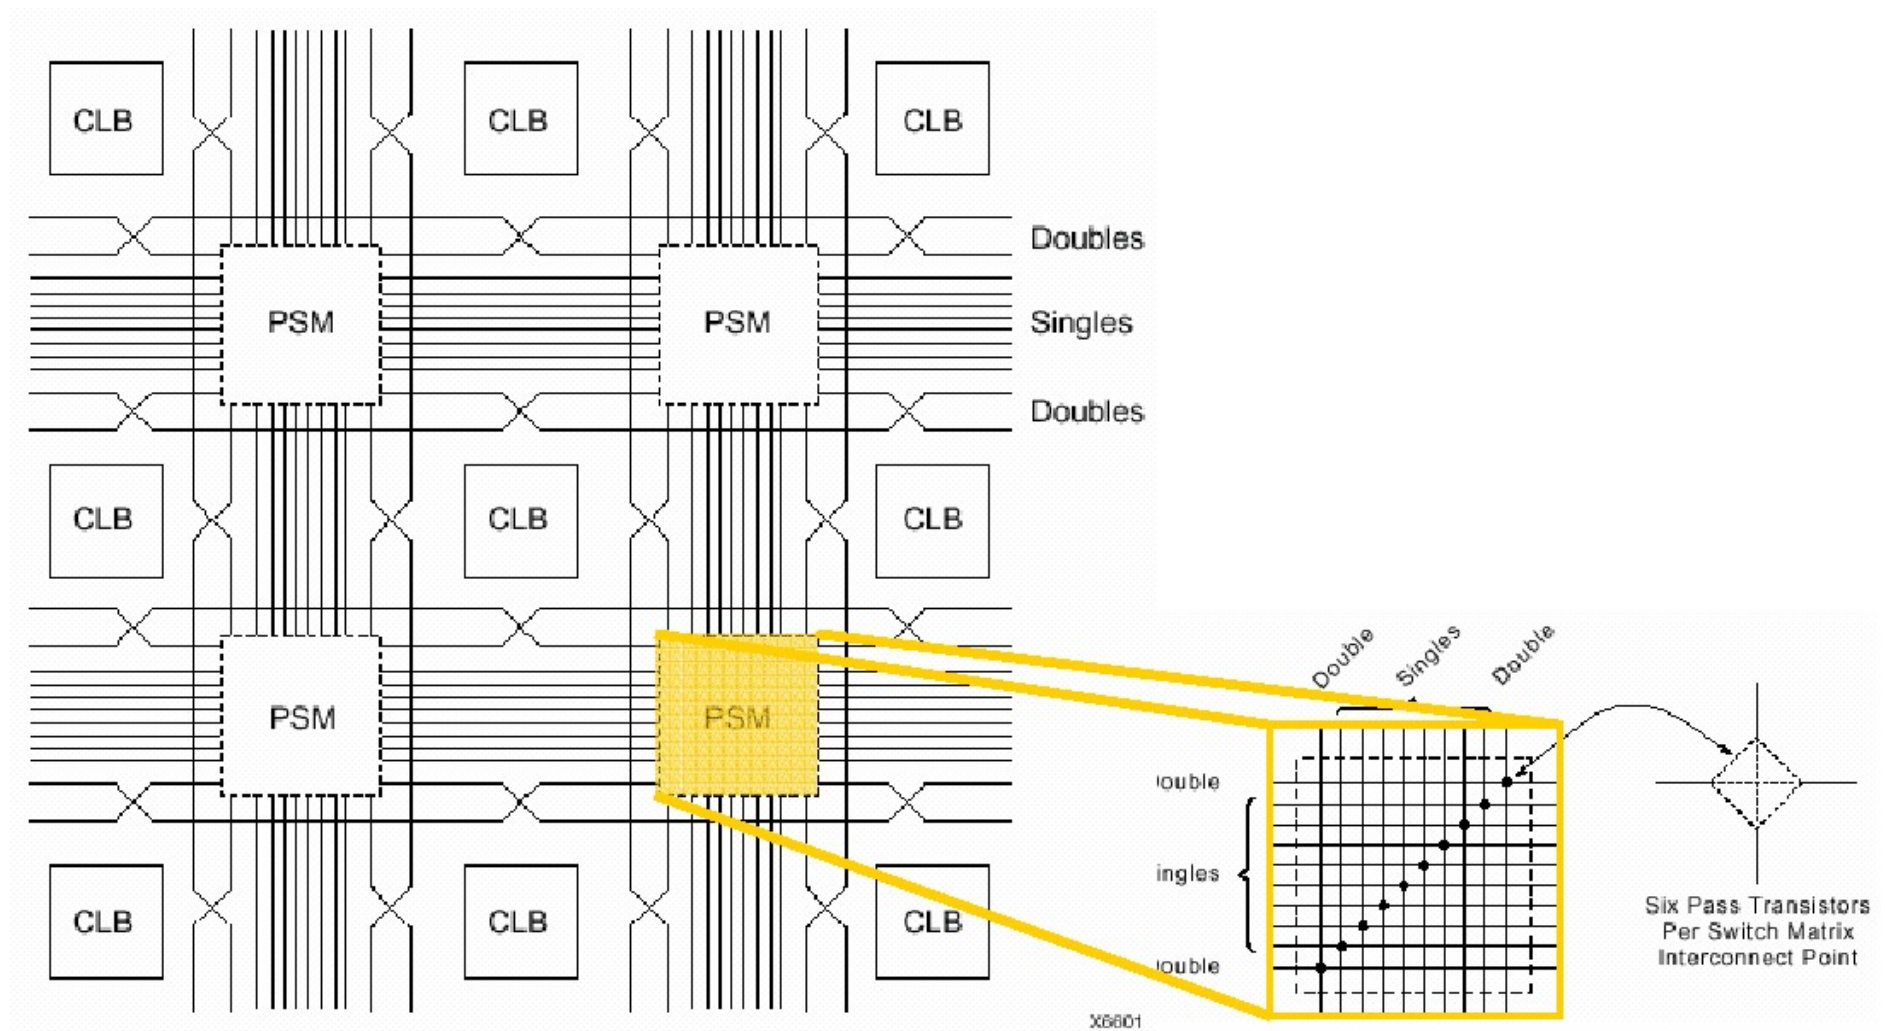 CLB CLB CLB
Doubles
PSM PSM Singles
Doubles
CLB CLB CLB
Double Singles Double
PSM PSM
ouble
ingles
ouble
CLB CLB CLB
Six Pass Transistors
Per Switch Matrix
Interconnect Point
X6601